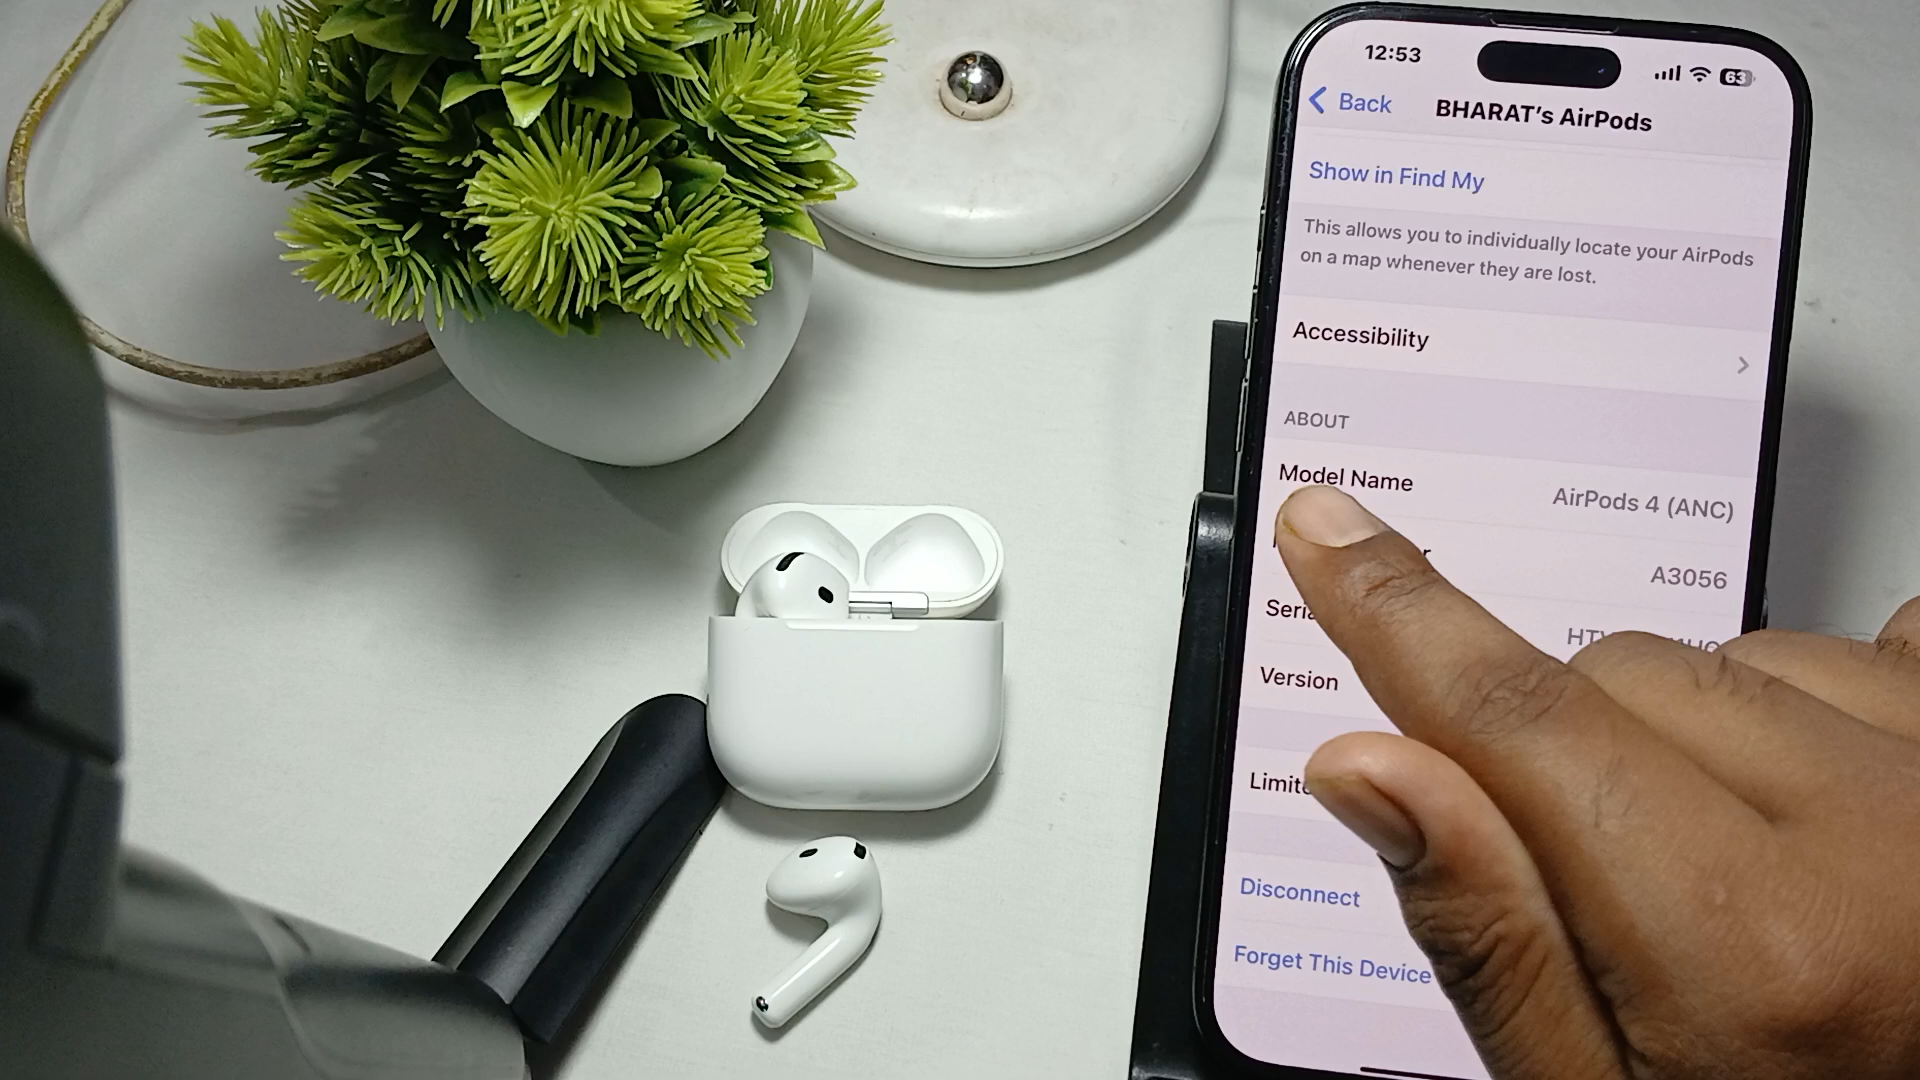 12:53
63
Back
BHARAT's AirPods
Show in Find My
This allows you to individually locate your AirPods
on a map whenever they are lost.
Accessibility
ABOUT
Model Name
AirPods 4 (ANC)
A3056
Version
Disconnect
Forget This Device